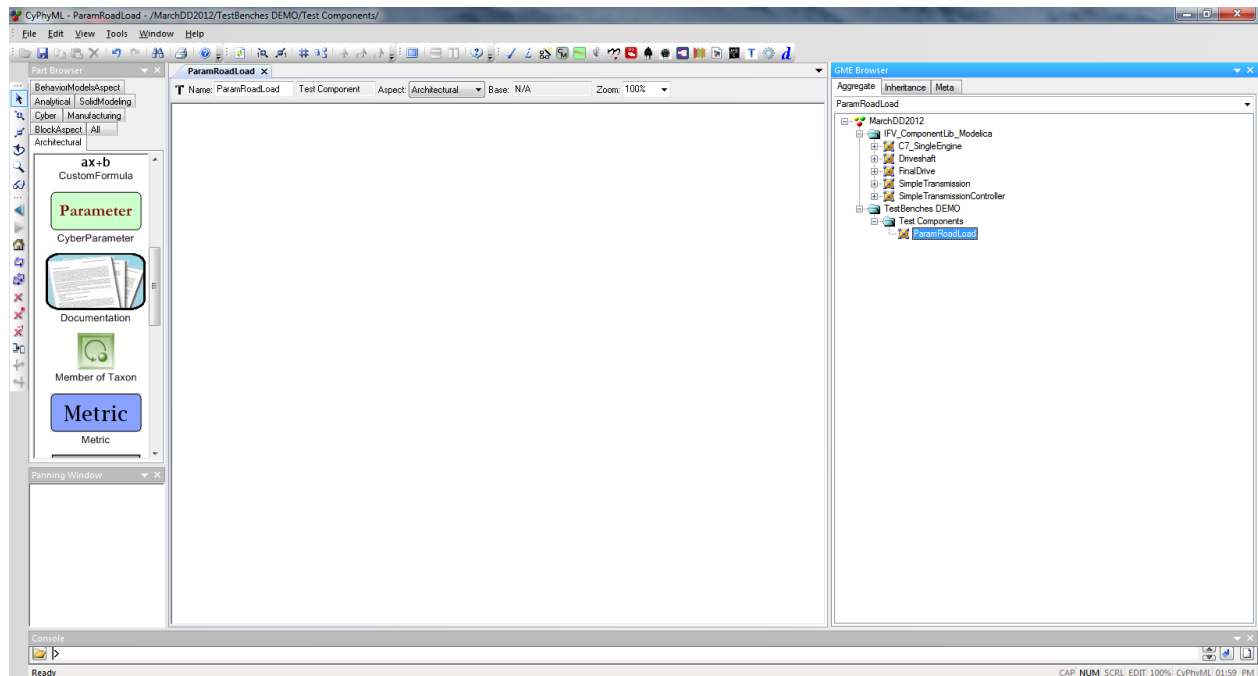 CyPhyML - ParamRoadLoad - /MarchDD2012/TestBenches DEMO/Test Components/
File Edit View Tools Window Help
Part Browser
BehaviorModelsAspect
Analytical SolidModeling
Cyber Manufacturing
BlockAspect All
Architectural
ax+b
CustomFormula
Parameter
CyberParameter
Documentation
Member of Taxon
Metric
Metric
Panning Window
ParamRoadLoad
T Name: ParamRoadLoad Test Component Aspect: Architectural Base: N/A Zoom: 100%
GME Browser
Aggregate Inheritance Meta
ParamRoadLoad
MarchDD2012
IFV_ComponentLib_Modelica
C7_SingleEngine
Driveshaft
FinalDrive
SimpleTransmission
SimpleTransmissionController
TestBenches DEMO
Test Components
ParamRoadLoad
Console
>
Ready
CAP NUM SCRL EDIT 100% CyPhyML 01:59 PM